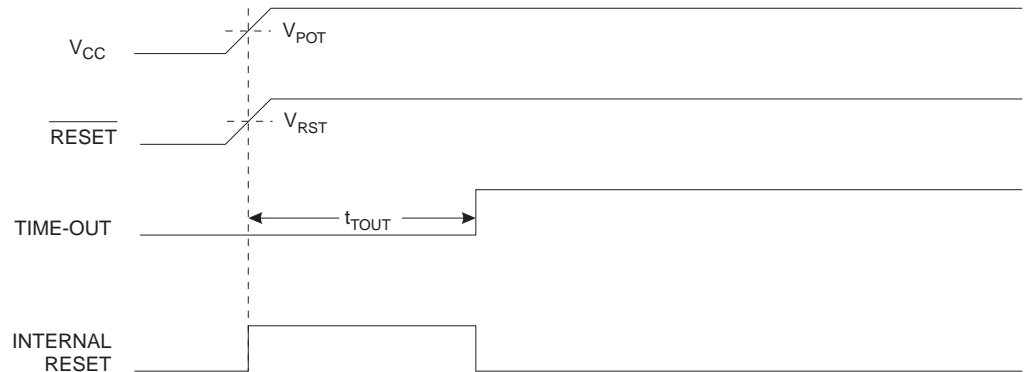 V_CC
V_POT
RESET
V_RST
TIME-OUT
t_TOUT
INTERNAL
RESET